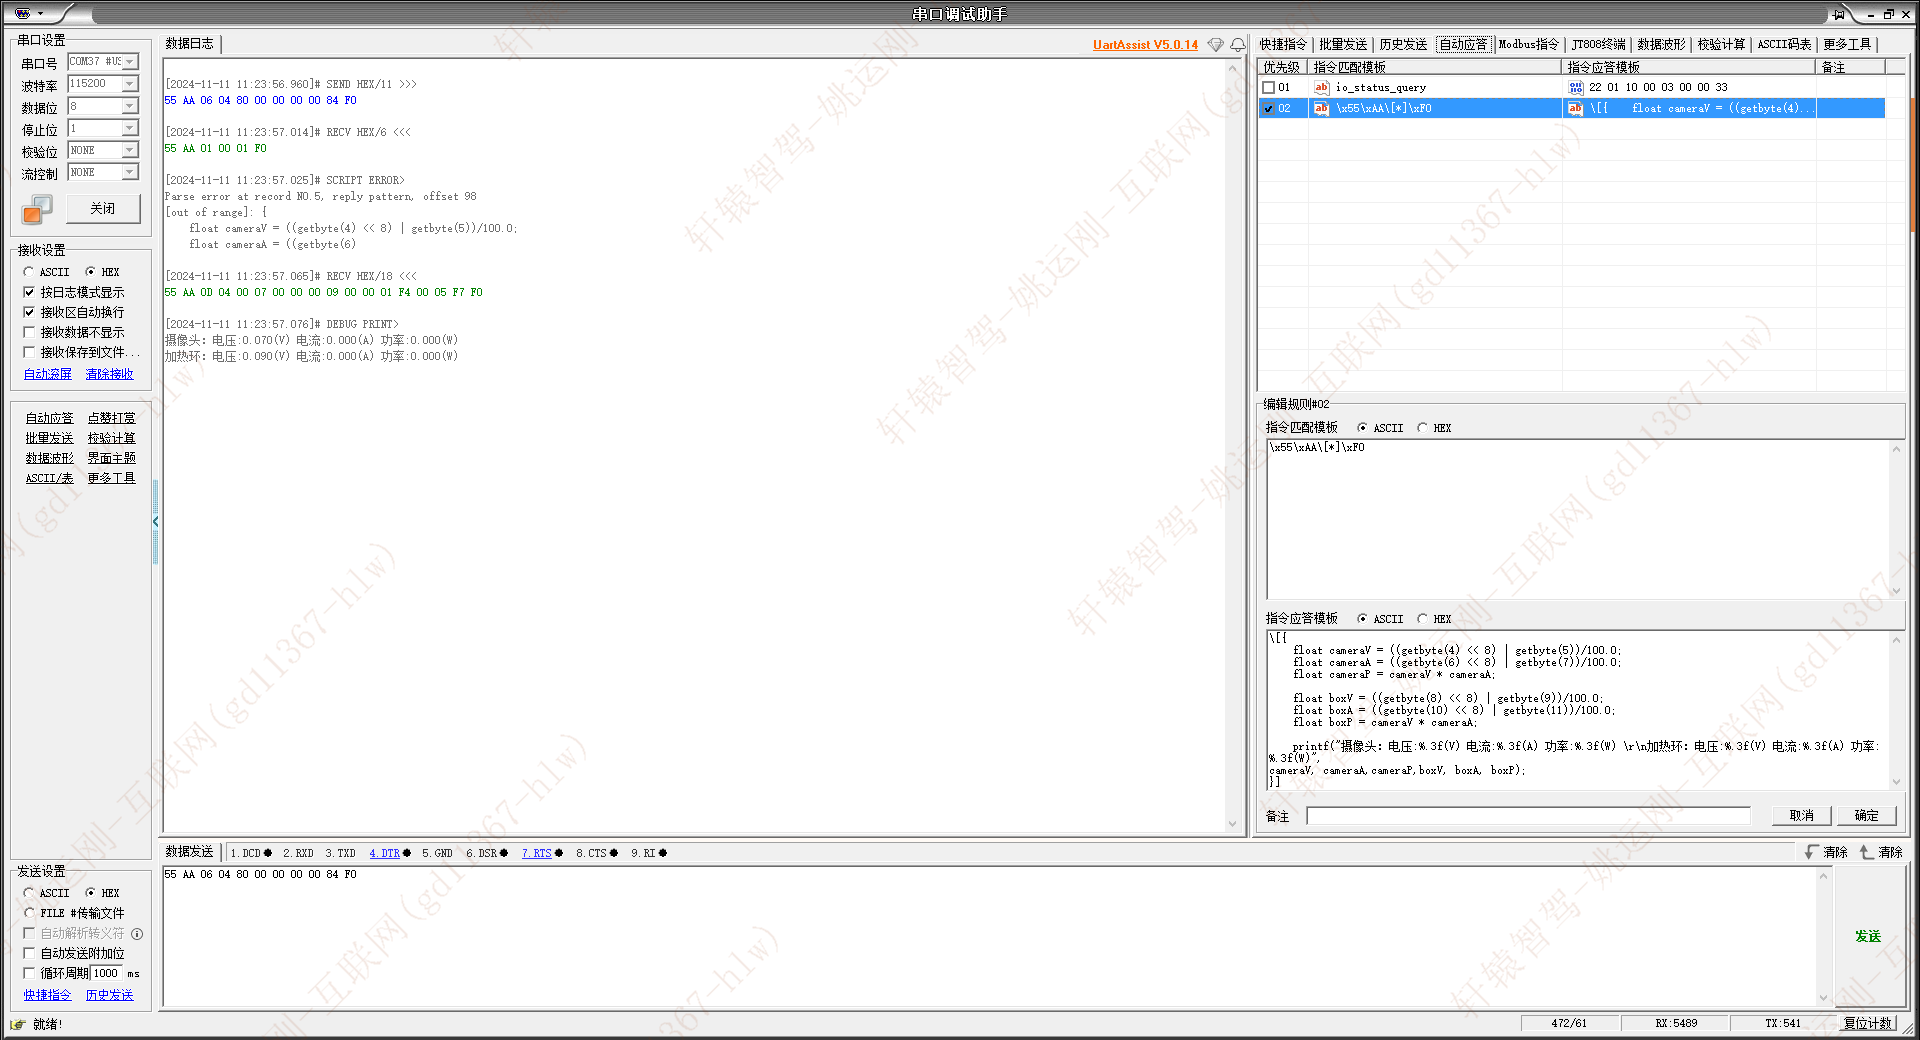 串口调试助手
串口设置
串口号 COM37 #US
波特率 115200
数据位 8
停止位 1
校验位 NONE
流控制 NONE
关闭
接收设置
ASCII HEX
按日志模式显示
接收区自动换行
接收数据不显示
接收保存到文件...
自动滚屏 清除接收
自动应答 点赞打赏
批量发送 校验计算
数据波形 界面主题
ASCII/表 更多工具
发送设置
ASCII HEX
FILE #传输文件
自动解析转义符
自动发送附加位
循环周期 1000 ms
快捷指令 历史发送
就绪!
数据日志
UartAssist V5.0.14
[2024-11-11 11:23:56.960]# SEND HEX/11 >>>
55 AA 06 04 80 00 00 00 00 84 F0
[2024-11-11 11:23:57.014]# RECV HEX/6 <<<
55 AA 01 00 01 F0
[2024-11-11 11:23:57.025]# SCRIPT ERROR>
Parse error at record NO.5, reply pattern, offset 98
[out of range]: {
float cameraV = ((getbyte(4) << 8) | getbyte(5))/100.0;
float cameraA = ((getbyte(6)
[2024-11-11 11:23:57.065]# RECV HEX/18 <<<
55 AA 0D 04 00 07 00 00 00 09 00 00 01 F4 00 05 F7 F0
[2024-11-11 11:23:57.076]# DEBUG PRINT>
摄像头: 电压:0.070(V) 电流:0.000(A) 功率:0.000(W)
加热环: 电压:0.090(V) 电流:0.000(A) 功率:0.000(W)
快捷指令 批量发送 历史发送 自动应答 Modbus指令 JT808终端 数据波形 校验计算 ASCII码表 更多工具
优先级 指令匹配模板 指令应答模板 备注
01 io_status_query 22 01 10 00 03 00 00 33
02 \x55\xAA\[*]\xF0 \[{ float cameraV = ((getbyte(4)...
编辑规则#02
指令匹配模板 ASCII HEX
\x55\xAA\[*]\xF0
指令应答模板 ASCII HEX
\[{
float cameraV = ((getbyte(4) << 8) | getbyte(5))/100.0;
float cameraA = ((getbyte(6) << 8) | getbyte(7))/100.0;
float cameraP = cameraV * cameraA;
float boxV = ((getbyte(8) << 8) | getbyte(9))/100.0;
float boxA = ((getbyte(10) << 8) | getbyte(11))/100.0;
float boxP = cameraV * cameraA;
printf("摄像头: 电压:%.3f(V) 电流:%.3f(A) 功率:%.3f(W) \r\n加热环: 电压:%.3f(V) 电流:%.3f(A) 功率:
%.3f(W)",
cameraV, cameraA,cameraP,boxV, boxA, boxP);
}]
备注 取消 确定
数据发送 1.DCD 2.RXD 3.TXD 4.DTR 5.GND 6.DSR 7.RTS 8.CTS 9.RI 清除 清除
55 AA 06 04 80 00 00 00 00 84 F0
发送
472/61 RX:5489 TX:541 复位计数
轩辕智驾-姚运刚-互联网(gd11367-hlw)